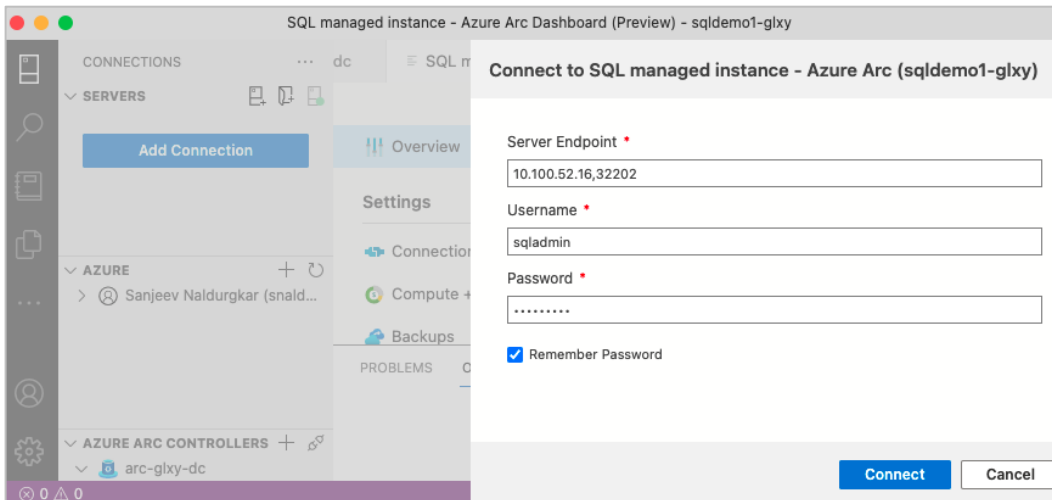 SQL managed instance - Azure Arc Dashboard (Preview) - sqldemo1-glxy
CONNECTIONS
SERVERS
Add Connection
AZURE
Sanjeev Naldurgkar (snald...
AZURE ARC CONTROLLERS
arc-glxy-dc
0 0
dc
SQL m
Overview
Settings
Connection
Compute +
Backups
PROBLEMS
Connect to SQL managed instance - Azure Arc (sqldemo1-glxy)
Server Endpoint *
10.100.52.16,32202
Username *
sqladmin
Password *
•••••••••
Remember Password
Connect
Cancel